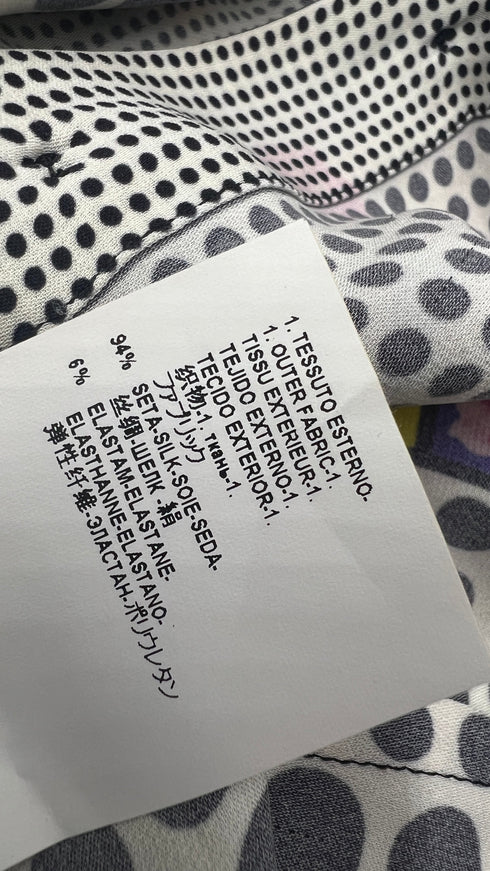 1. TESSUTO ESTERNO-
1. OUTER FABRIC-1.
TISSU EXTERIEUR-1.
TEJIDO EXTERNO-1.
TECIDO EXTERIOR-1.
织物-1. ткань-1.
ファブリック
94% SETA-SILK-SOIE-SEDA-
丝绸-ШЕЛК-絹
6% ELASTAM-ELASTANE-
ELASTHANNE-ELASTANO-
弹性纤维-ЭЛАСТАН-ポリウレタン